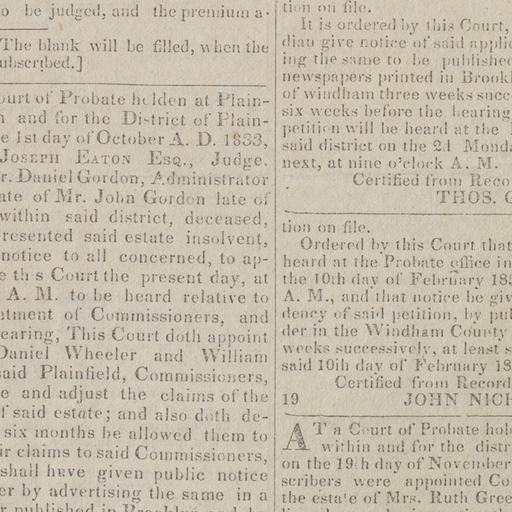 o be judged, and the premium a-
The blank will be filled, when the
ubscribed.]
ourt of Probate holden at Plain-
and for the District of Plain-
e 1st day of October A. D. 1833,
JOSEPH EATON ESQ., Judge.
r. Daniel Gordon, Administrator
ate of Mr. John Gordon late of
within said district, deceased,
resented said estate insolvent,
notice to all concerned, to ap-
e th s Court the present day, at
A. M. to be heard relative to
ntment of Commissioners, and
earing, This Court doth appoint
Daniel Wheeler and William
said Plainfield, Commissioners,
e and adjust the claims of the
f said estate; and also doth de-
six months be allowed them to
ir claims to said Commissioners,
shall have given public notice
er by advertising the same in a
r published in
tion on file.
It is ordered by this Court,
dian give notice of said applic
ing the same to be published
newspapers printed in Brookl
of windham three weeks succ
six weeks before the hearing
petition will be heard at the
said district on the 2d Monda
next, at nine o'clock A. M.
Certified from Reco
THOS. G
tion on file.
Ordered by this Court that
heard at the Probate office in
the 10th day of February 183
A. M., and that notice be giv
dency of said petition, by pul
der in the Windham County
weeks successively, at least s
said 10th day of February 18
Certified from Record
19 JOHN NICH
AT a Court of Probate hold
within and for the distr
on the 19th day of November
scribers were appointed Co
the estate of Mrs. Ruth Gree